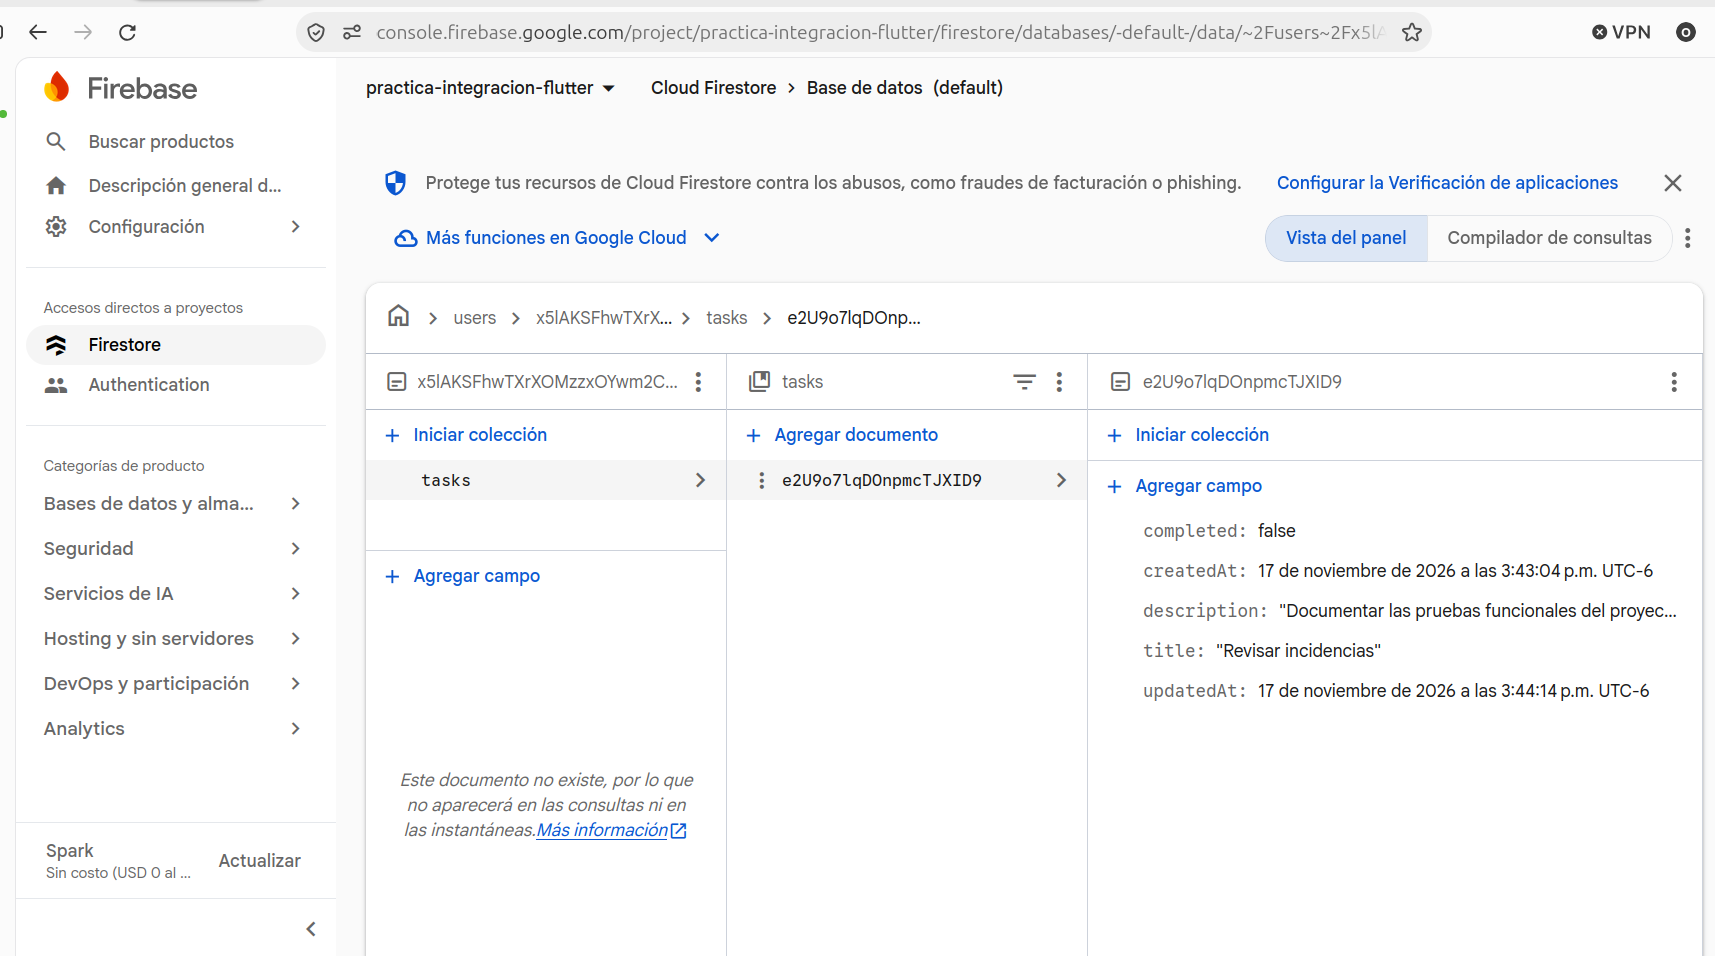 console.firebase.google.com/project/practica-integracion-flutter/firestore/databases/-default-/data/~2Fusers~2Fx5lA
VPN
O
Firebase
practica-integracion-flutter
Cloud Firestore > Base de datos (default)
Buscar productos
Descripción general d...
Configuración
Protege tus recursos de Cloud Firestore contra los abusos, como fraudes de facturación o phishing.
Configurar la Verificación de aplicaciones
Más funciones en Google Cloud
Vista del panel
Compilador de consultas
Accesos directos a proyectos
Firestore
Authentication
Categorías de producto
Bases de datos y alma...
Seguridad
Servicios de IA
Hosting y sin servidores
DevOps y participación
Analytics
Spark
Sin costo (USD 0 al ...
Actualizar
users > x5lAKSFhwTXrX... > tasks > e2U9o7lqDOnp...
x5lAKSFhwTXrXOMzzxOYwm2C...
Iniciar colección
tasks
Agregar campo
Este documento no existe, por lo que
no aparecerá en las consultas ni en
las instantáneas.Más información
tasks
Agregar documento
e2U9o7lqDOnpmcTJXID9
e2U9o7lqDOnpmcTJXID9
Iniciar colección
Agregar campo
completed: false
createdAt: 17 de noviembre de 2026 a las 3:43:04 p.m. UTC-6
description: "Documentar las pruebas funcionales del proyec...
title: "Revisar incidencias"
updatedAt: 17 de noviembre de 2026 a las 3:44:14 p.m. UTC-6